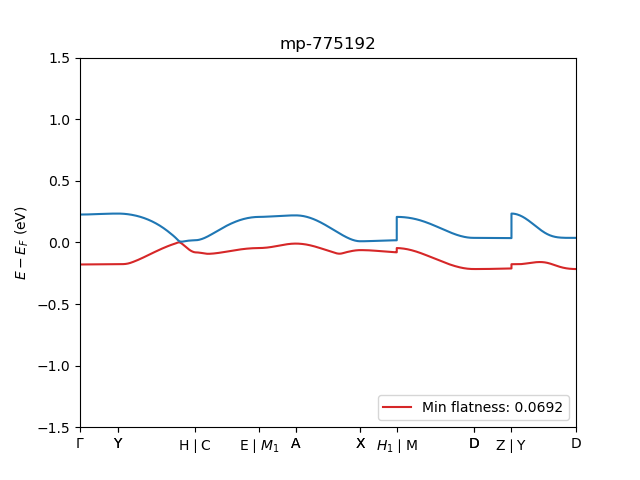 mp-775192
1.5
1.0
0.5
0.0
−0.5
−1.0
−1.5
E − E_F (eV)
Min flatness: 0.0692
Γ Y H | C E | M₁ A X H₁ | M D Z | Y D